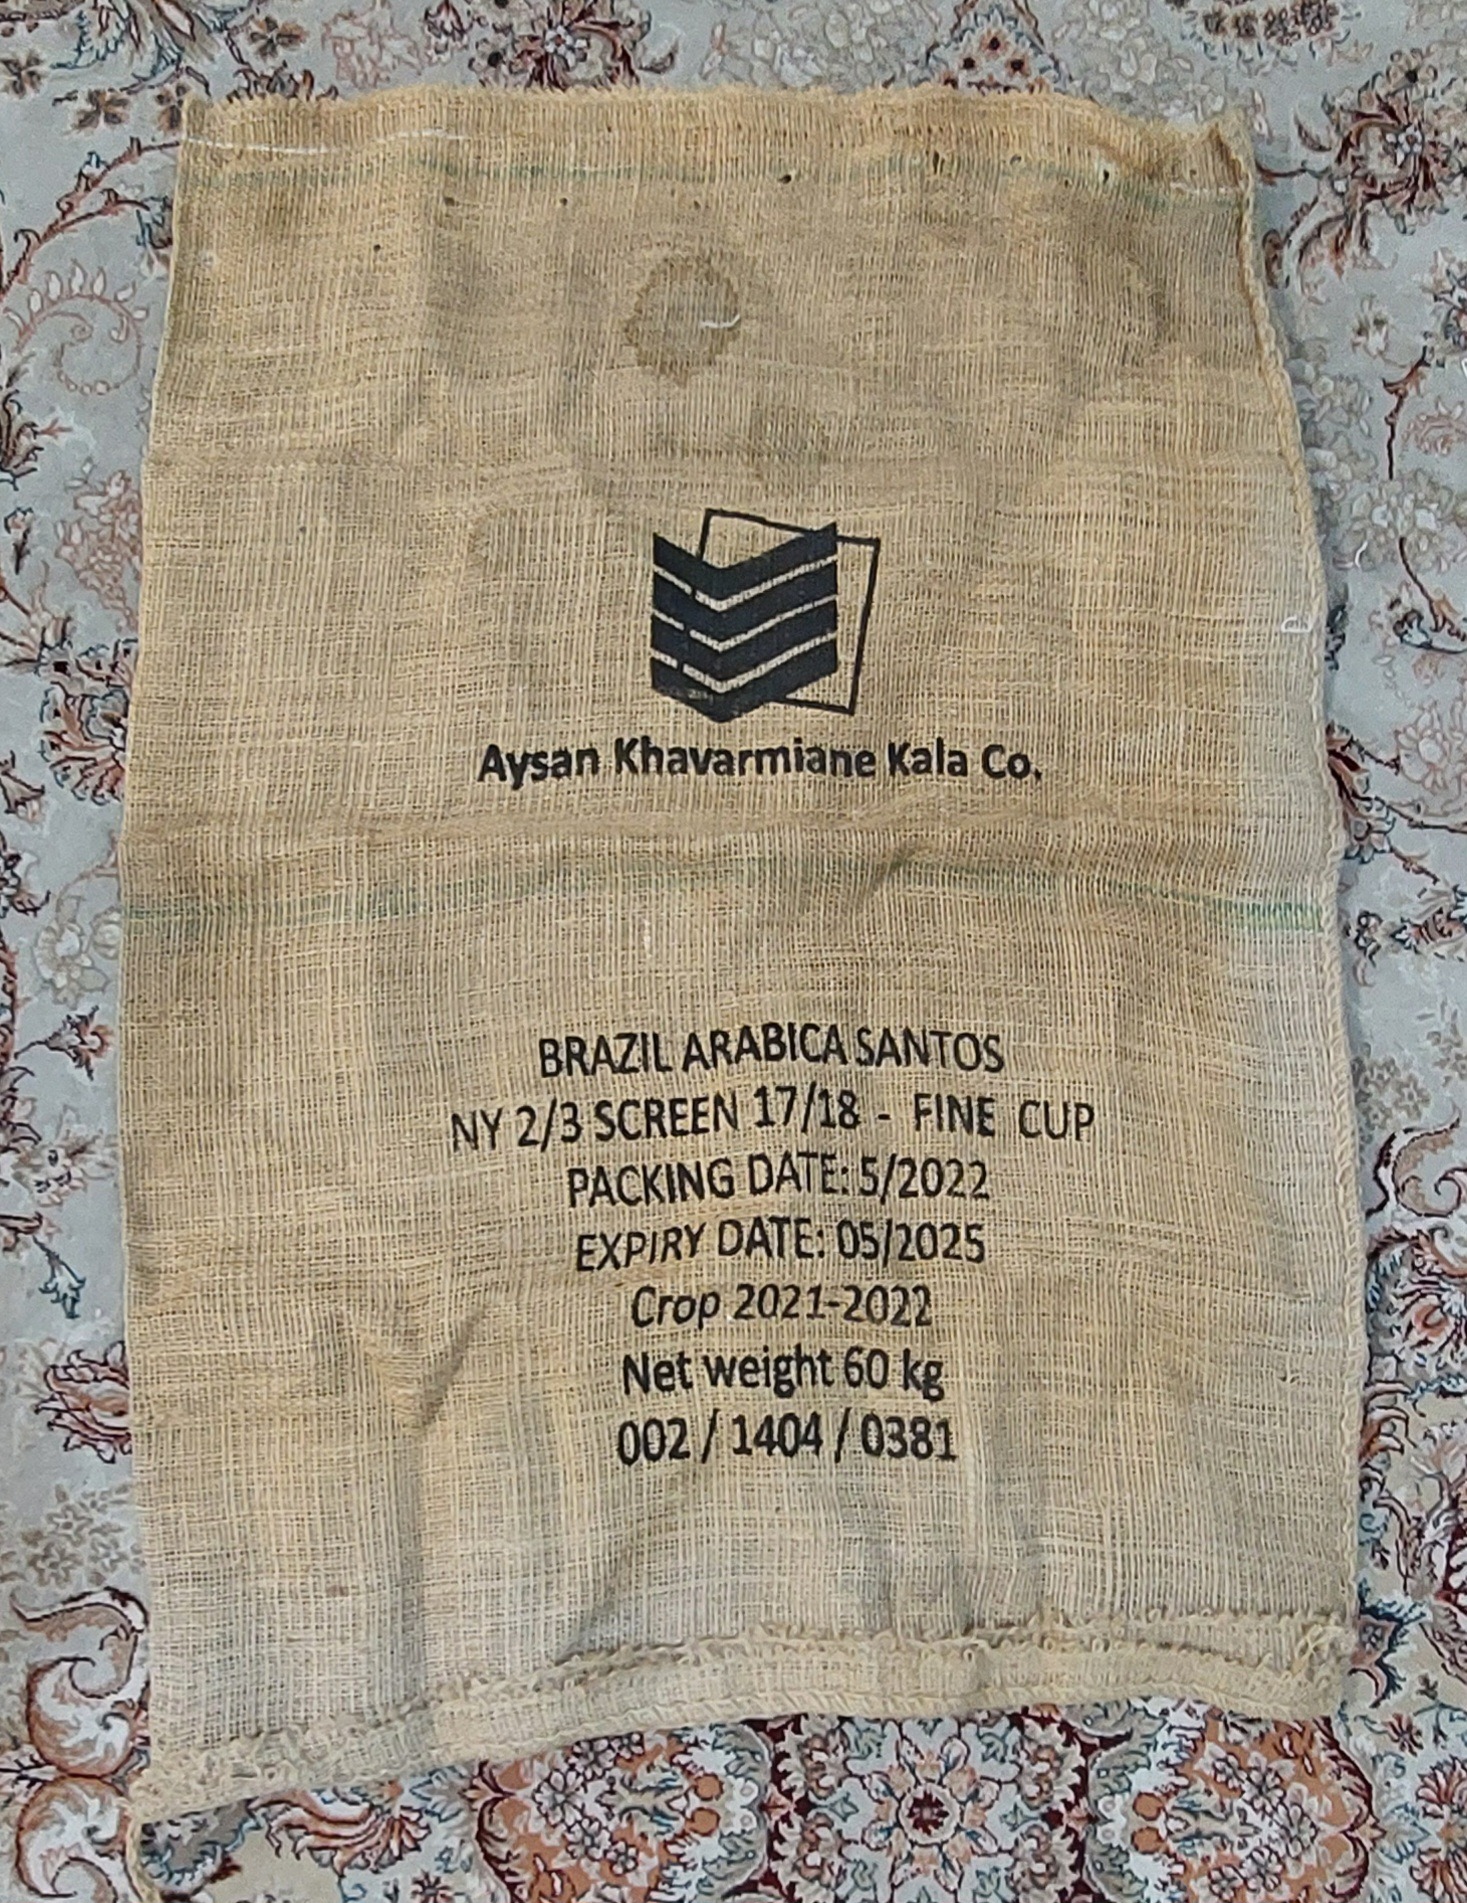 Aysan Khavarmiane Kala Co.
BRAZIL ARABICA SANTOS
NY 2/3 SCREEN 17/18 - FINE CUP
PACKING DATE: 5/2022
EXPIRY DATE: 05/2025
Crop 2021-2022
Net weight 60 kg
002 / 1404 / 0381